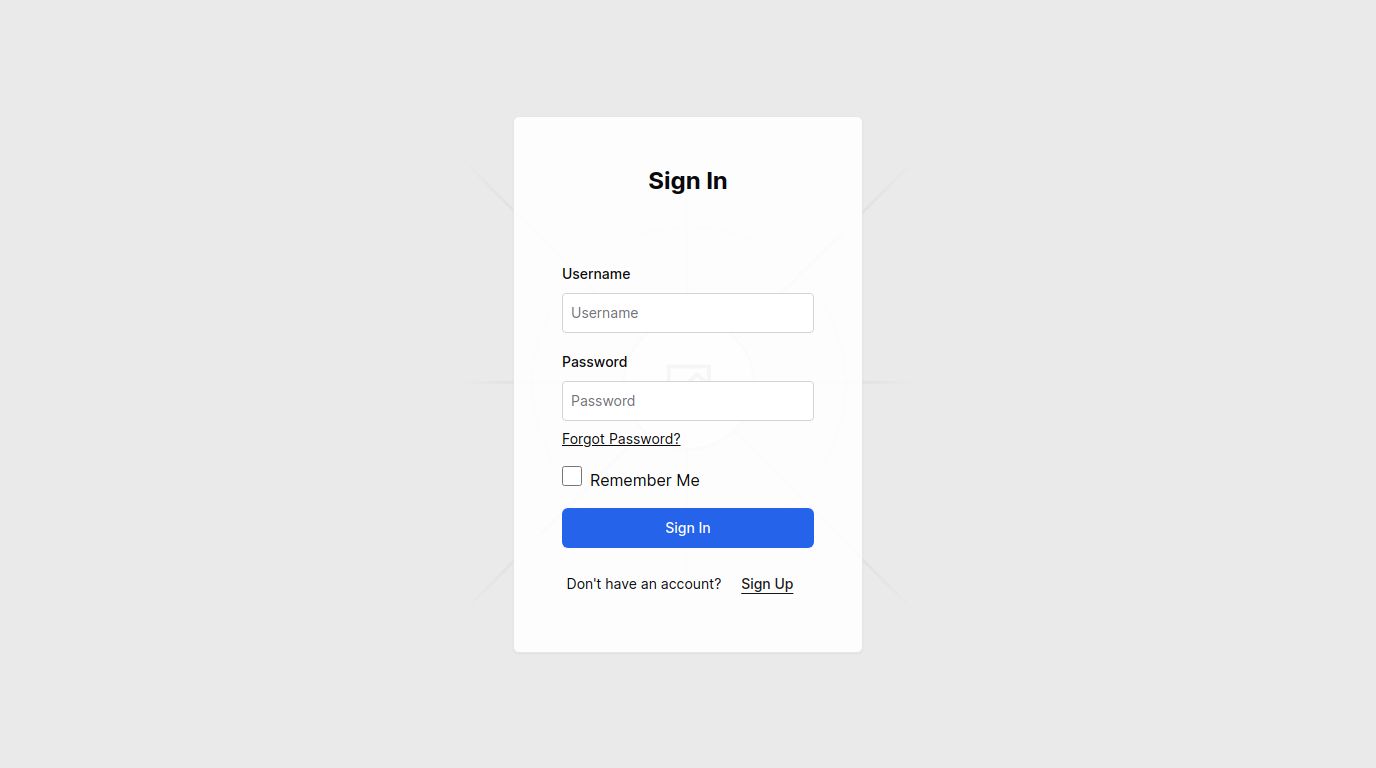 Sign In
Username
Username
Password
Password
Forgot Password?
Remember Me
Sign In
Don't have an account? Sign Up